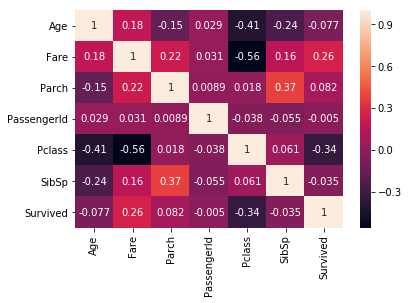 Age 1 0.18 -0.15 0.029 -0.41 -0.24 -0.077
Fare 0.18 1 0.22 0.031 -0.56 0.16 0.26
Parch -0.15 0.22 1 0.0089 0.018 0.37 0.082
PassengerId 0.029 0.031 0.0089 1 -0.038 -0.055 -0.005
Pclass -0.41 -0.56 0.018 -0.038 1 0.061 -0.34
SibSp -0.24 0.16 0.37 -0.055 0.061 1 -0.035
Survived -0.077 0.26 0.082 -0.005 -0.34 -0.035 1
Age Fare Parch PassengerId Pclass SibSp Survived
0.9
0.6
0.3
0.0
−0.3